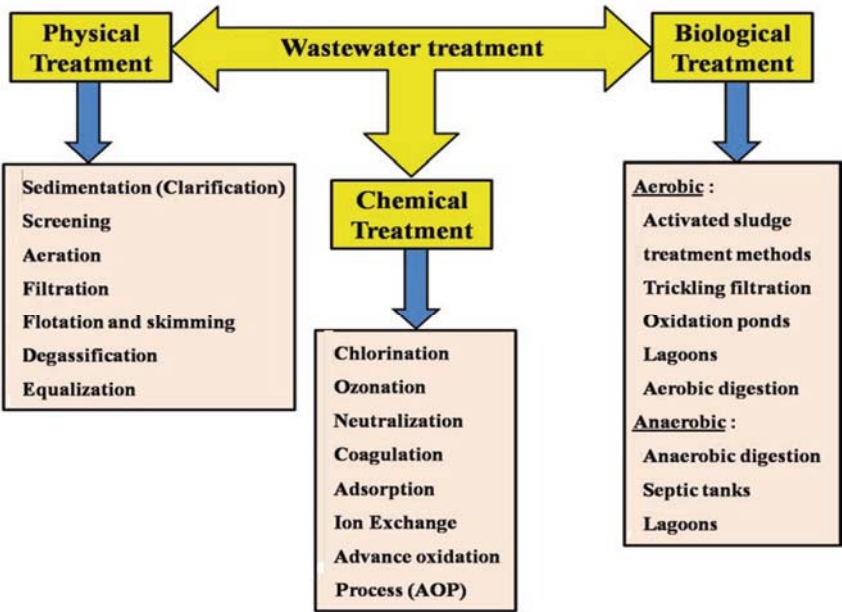 Physical
Treatment
Wastewater treatment
Biological
Treatment
Sedimentation (Clarification)
Screening
Aeration
Filtration
Flotation and skimming
Degassification
Equalization
Chemical
Treatment
Chlorination
Ozonation
Neutralization
Coagulation
Adsorption
Ion Exchange
Advance oxidation
Process (AOP)
Aerobic :
Activated sludge
treatment methods
Trickling filtration
Oxidation ponds
Lagoons
Aerobic digestion
Anaerobic :
Anaerobic digestion
Septic tanks
Lagoons